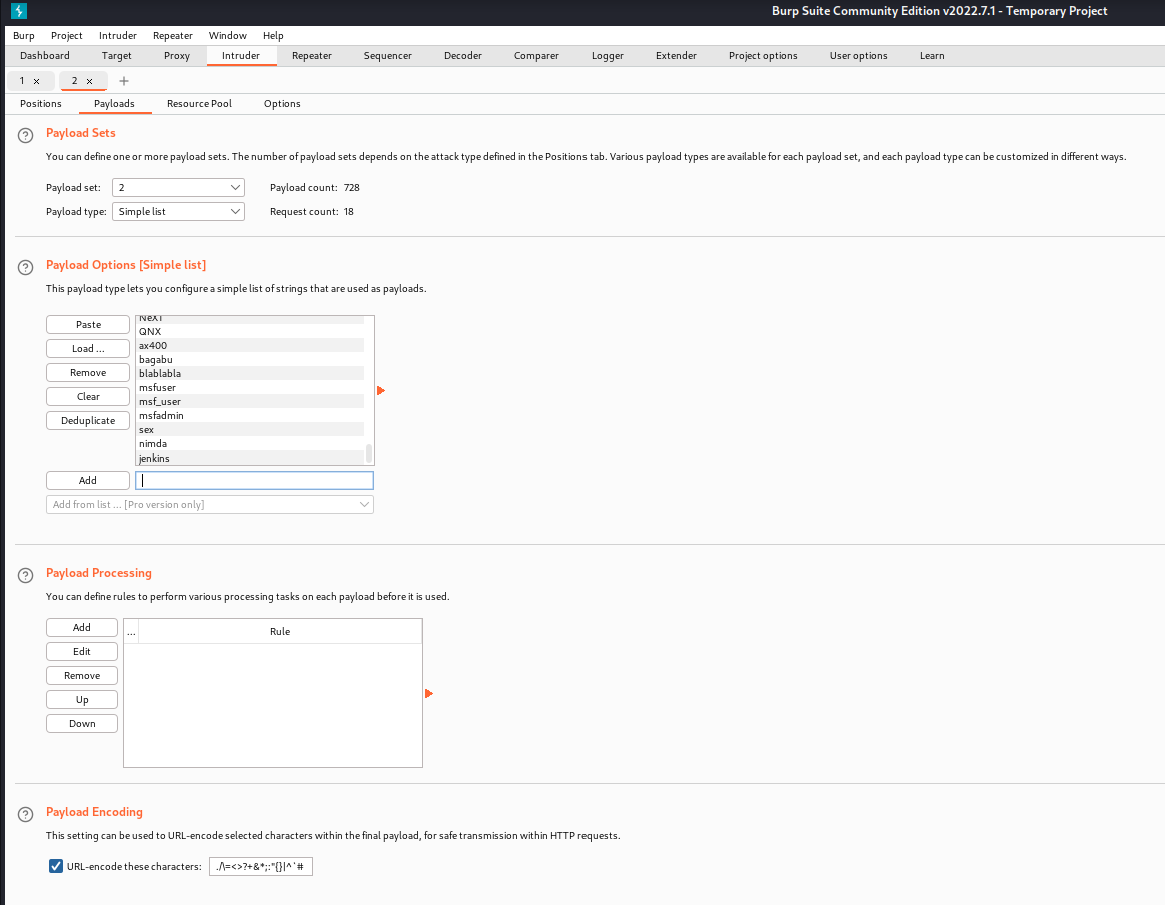 Burp Suite Community Edition v2022.7.1 - Temporary Project
Burp Project Intruder Repeater Window Help
Dashboard Target Proxy Intruder Repeater Sequencer Decoder Comparer Logger Extender Project options User options Learn
1 × 2 × +
Positions Payloads Resource Pool Options
Payload Sets
You can define one or more payload sets. The number of payload sets depends on the attack type defined in the Positions tab. Various payload types are available for each payload set, and each payload type can be customized in different ways.
Payload set: 2 Payload count: 728
Payload type: Simple list Request count: 18
Payload Options [Simple list]
This payload type lets you configure a simple list of strings that are used as payloads.
Paste
Load ...
Remove
Clear
Deduplicate
NeXT
QNX
ax400
bagabu
blablabla
msfuser
msf_user
msfadmin
sex
nimda
jenkins
Add
Add from list ... [Pro version only]
Payload Processing
You can define rules to perform various processing tasks on each payload before it is used.
Add
Edit
Remove
Up
Down
... Rule
Payload Encoding
This setting can be used to URL-encode selected characters within the final payload, for safe transmission within HTTP requests.
URL-encode these characters: ./\=<>?+&*;:"{}|^`#